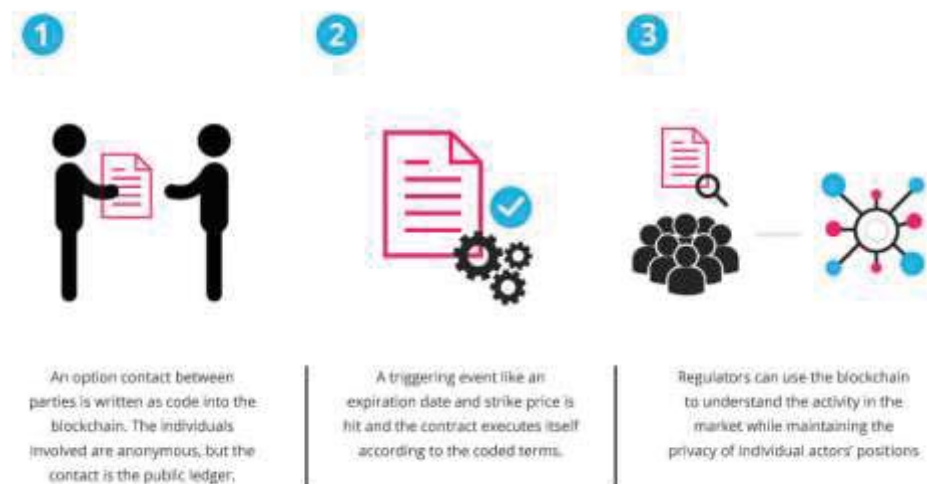 1
2
3
An option contact between
parties is written as code into the
blockchain. The individuals
involved are anonymous, but the
contact is the public ledger.
A triggering event like an
expiration date and strike price is
hit and the contract executes itself
according to the coded terms.
Regulators can use the blockchain
to understand the activity in the
market while maintaining the
privacy of individual actors' positions